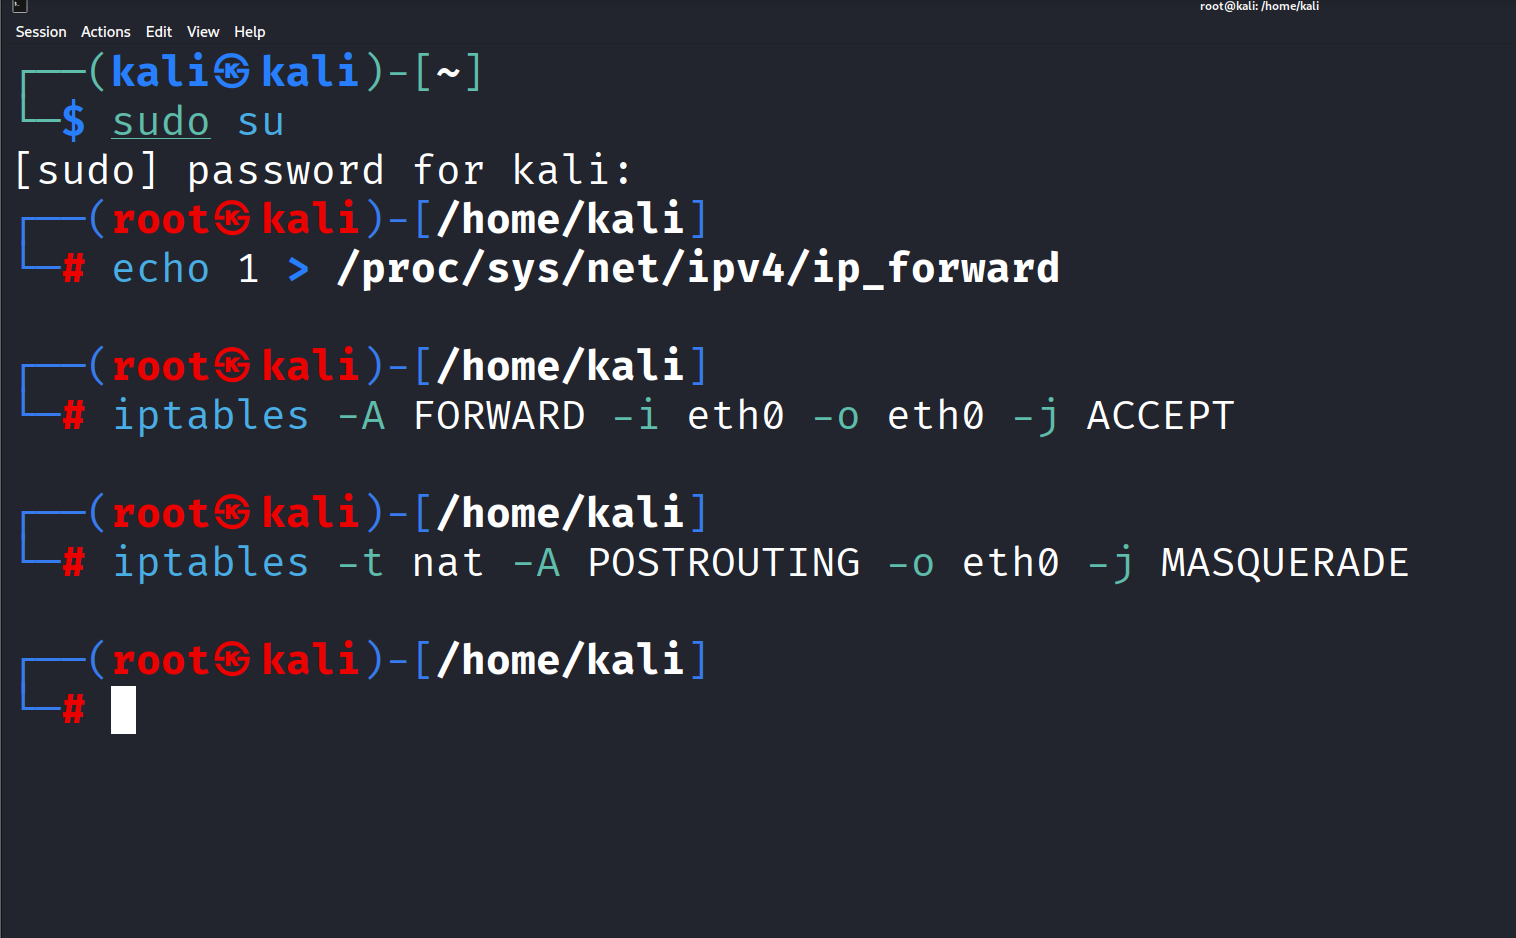 root@kali: /home/kali
Session Actions Edit View Help
┌──(kali㉿kali)-[~]
└─$ sudo su
[sudo] password for kali:
┌──(root㉿kali)-[/home/kali]
└─# echo 1 > /proc/sys/net/ipv4/ip_forward
┌──(root㉿kali)-[/home/kali]
└─# iptables -A FORWARD -i eth0 -o eth0 -j ACCEPT
┌──(root㉿kali)-[/home/kali]
└─# iptables -t nat -A POSTROUTING -o eth0 -j MASQUERADE
┌──(root㉿kali)-[/home/kali]
└─#